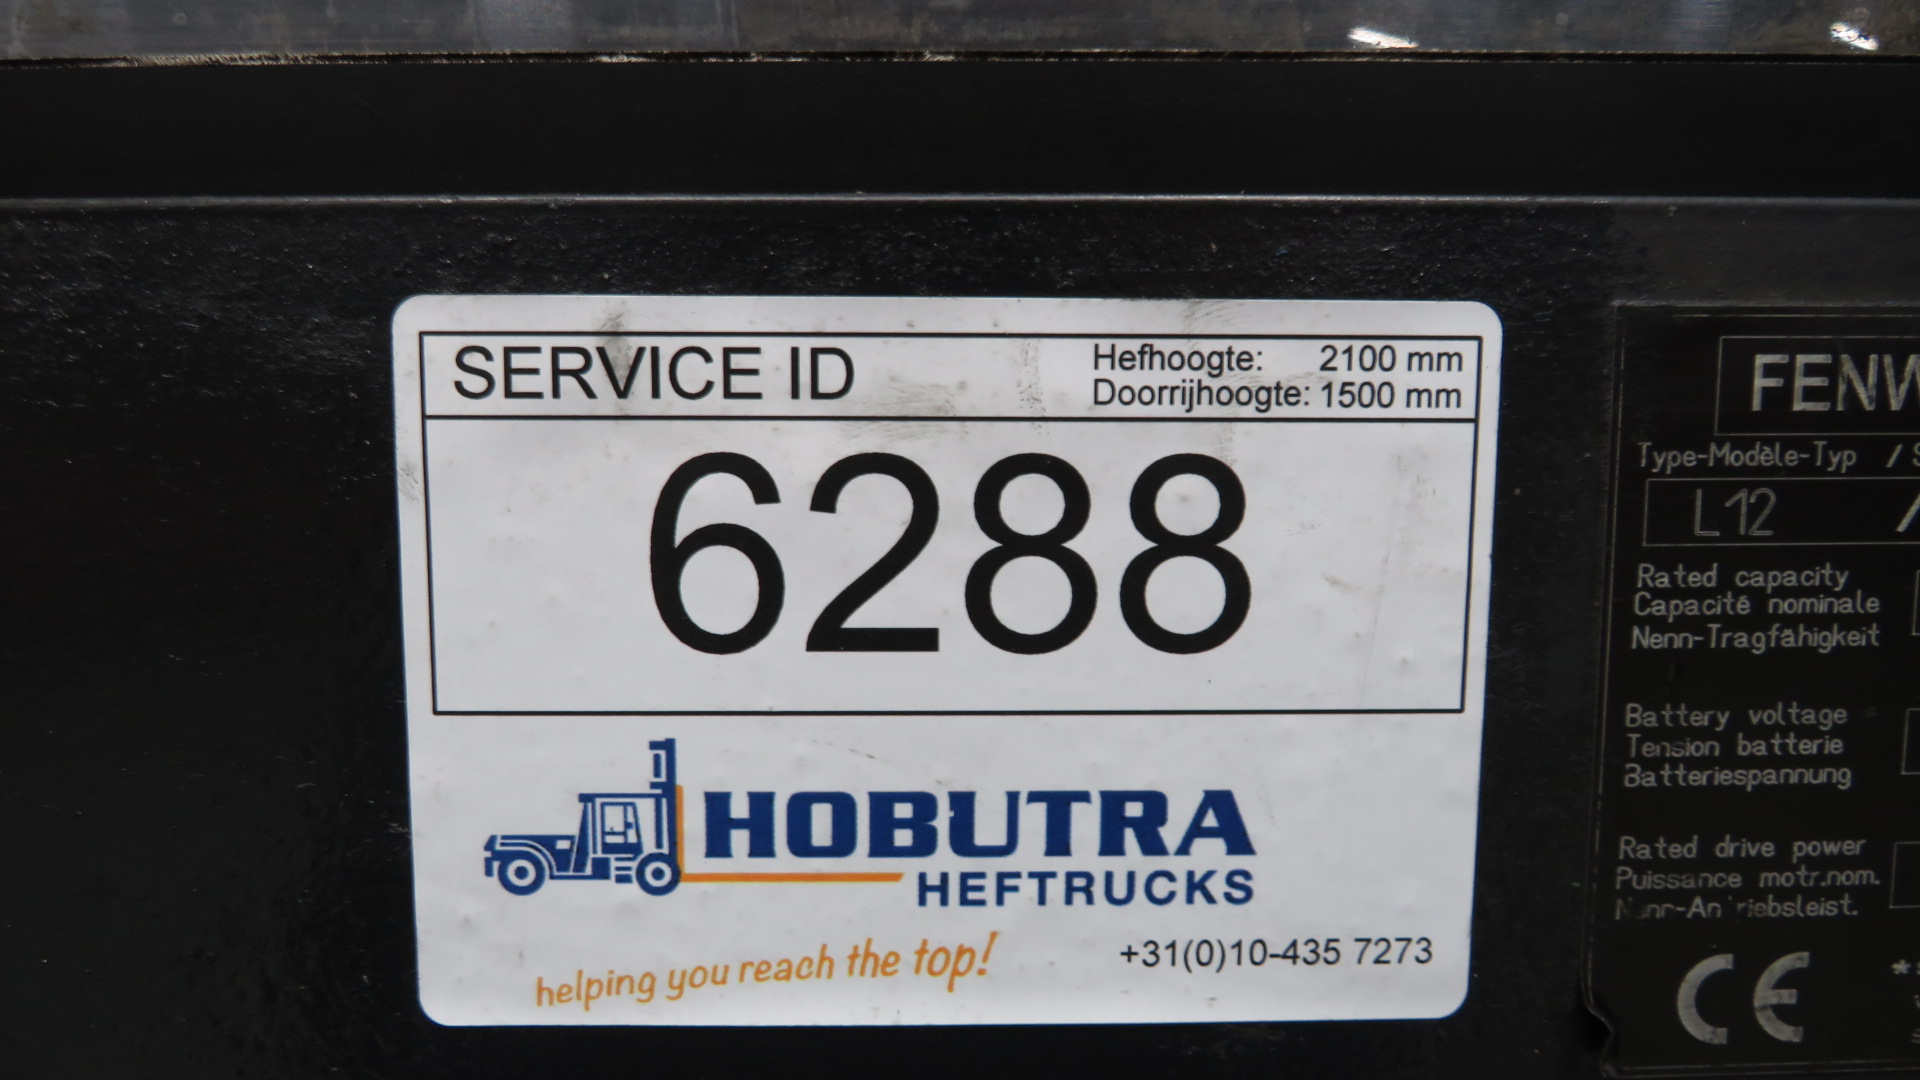 SERVICE ID
Hefhoogte: 2100 mm
Doorrijhoogte: 1500 mm
6288
HOBUTRA
HEFTRUCKS
helping you reach the top!
+31(0)10-435 7273
Type-Modèle-Typ /
L12 /
Rated capacity
Capacité nominale
Nenn-Tragfähigkeit
Battery voltage
Tension batterie
Batteriespannung
Rated drive power
Puissance motr.nom.
CE